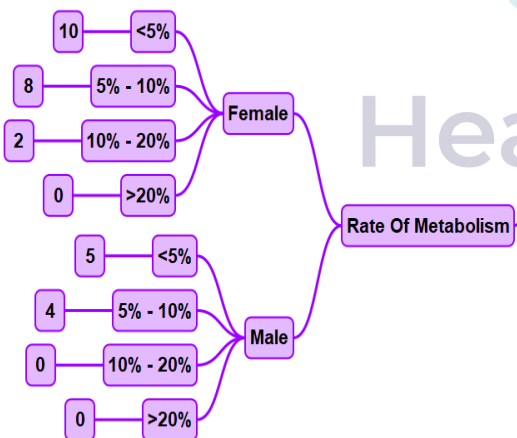 10 <5%
8 5% - 10%
Female
2 10% - 20%
0 >20%
Hea
Rate Of Metabolism
5 <5%
4 5% - 10%
Male
0 10% - 20%
0 >20%